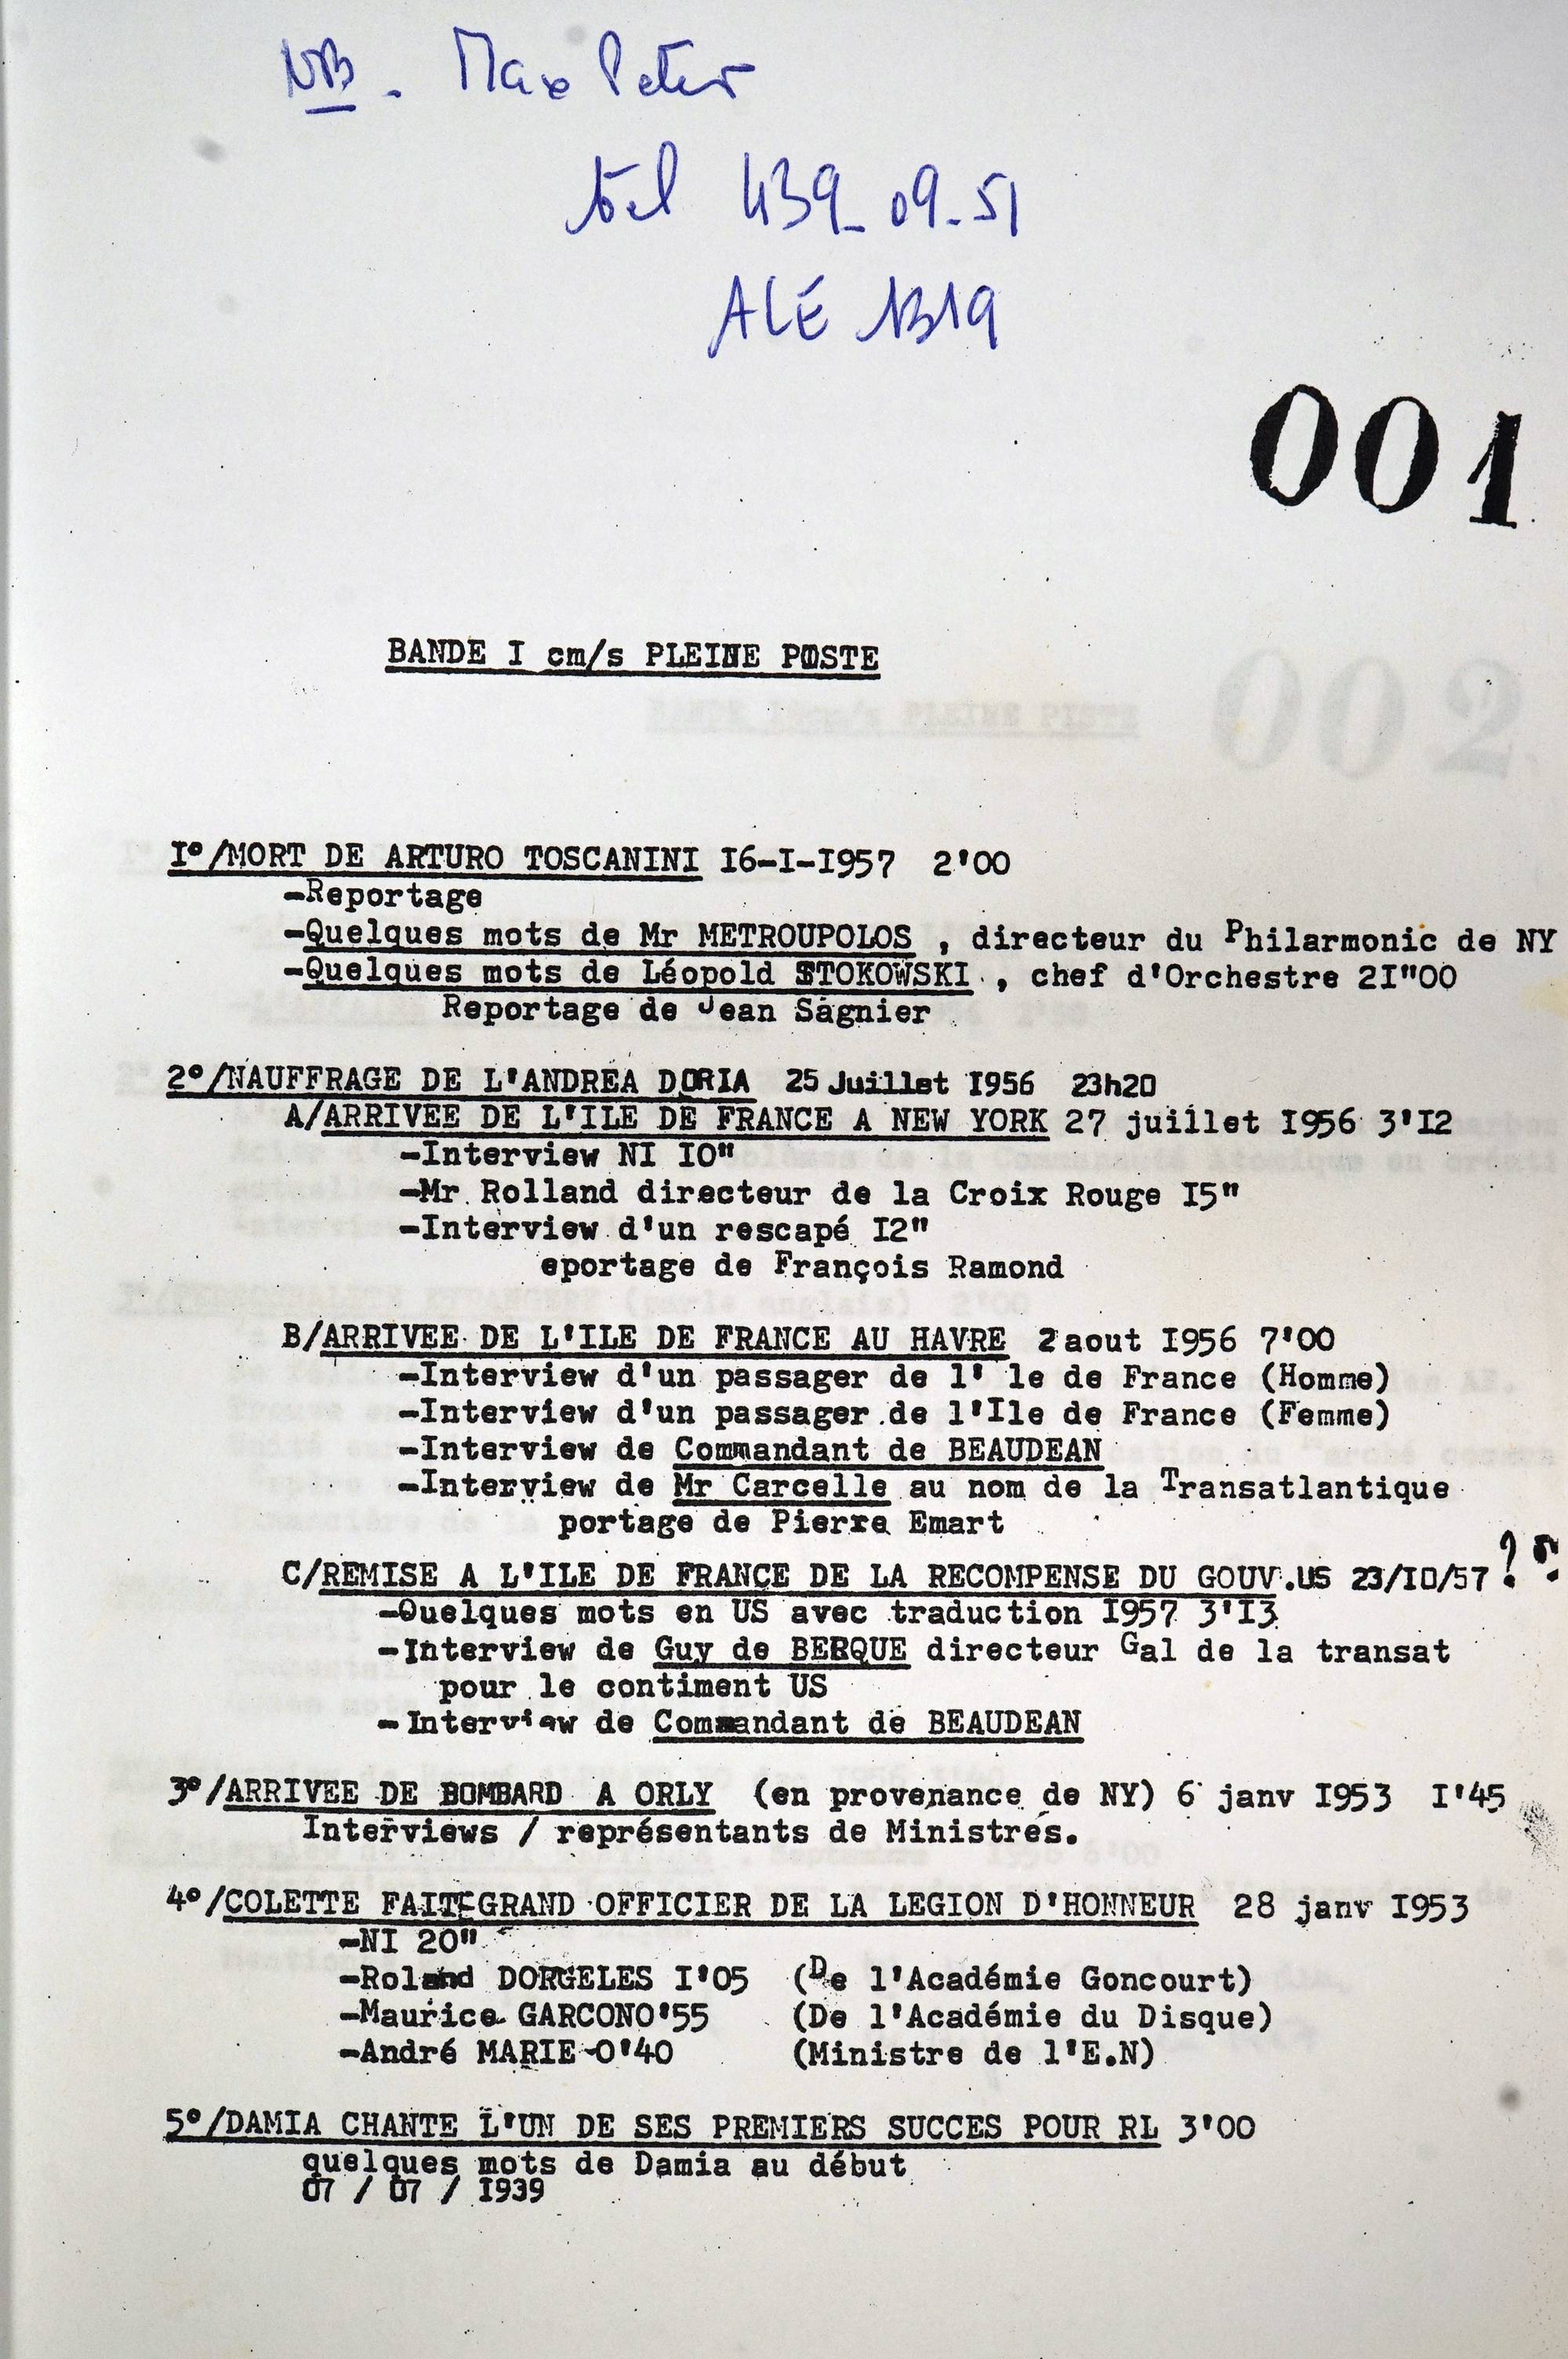 NB. Max Peter
tel 439-09-51
ALE 1319
001
BANDE I cm/s PLEINE POSTE
002
I°/MORT DE ARTURO TOSCANINI I6-I-I957 2'00
-Reportage
-Quelques mots de Mr METROUPOLOS , directeur du Philarmonic de NY
-Quelques mots de Léopold STOKOWSKI , chef d'Orchestre 2I"00
Reportage de Jean Sagnier
2°/NAUFFRAGE DE L'ANDREA DORIA 25 Juillet I956 23h20
A/ARRIVEE DE L'ILE DE FRANCE A NEW YORK 27 juillet I956 3'I2
-Interview NI IO"
-Mr Rolland directeur de la Croix Rouge I5"
-Interview d'un rescapé I2"
eportage de François Ramond
B/ARRIVEE DE L'ILE DE FRANCE AU HAVRE 2 aout I956 7'00
-Interview d'un passager de l' le de France (Homme)
-Interview d'un passager de l'Ile de France (Femme)
-Interview de Commandant de BEAUDEAN
-Interview de Mr Carcelle au nom de la Transatlantique
portage de Pierre Emart
C/REMISE A L'ILE DE FRANCE DE LA RECOMPENSE DU GOUV.US 23/IO/57 ? ?
-Quelques mots en US avec traduction I957 3'I3
-Interview de Guy de BERQUE directeur Gal de la transat
pour le contiment US
-Interview de Commandant de BEAUDEAN
3°/ARRIVEE DE BOMBARD A ORLY (en provenance de NY) 6 janv I953 I'45
Interviews / représentants de Ministres.
4°/COLETTE FAITE GRAND OFFICIER DE LA LEGION D'HONNEUR 28 janv I953
-NI 20"
-Roland DORGELES I'05 (De l'Académie Goncourt)
-Maurice GARCONO'55 (De l'Académie du Disque)
-André MARIE-O'40 (Ministre de l'E.N)
5°/DAMIA CHANTE L'UN DE SES PREMIERS SUCCES POUR RL 3'00
quelques mots de Damia au début
07 / 07 / I939